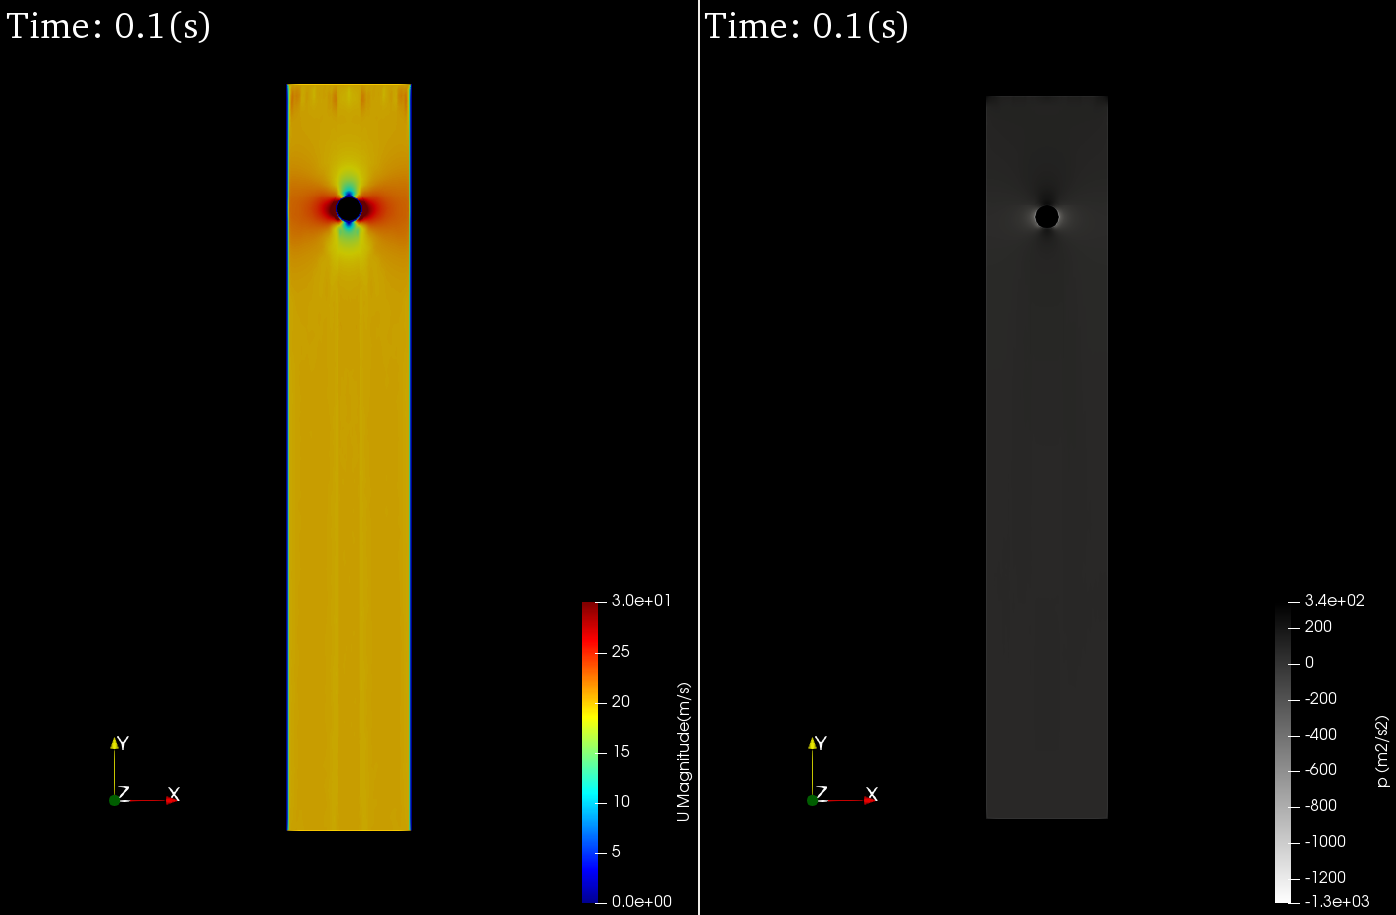 Time: 0.1(s)
3.0e+01
25
20
15
10
5
0.0e+00
U Magnitude(m/s)
Y
Z
X
Time: 0.1(s)
3.4e+02
200
0
-200
-400
-600
-800
-1000
-1200
-1.3e+03
p (m2/s2)
Y
Z
X